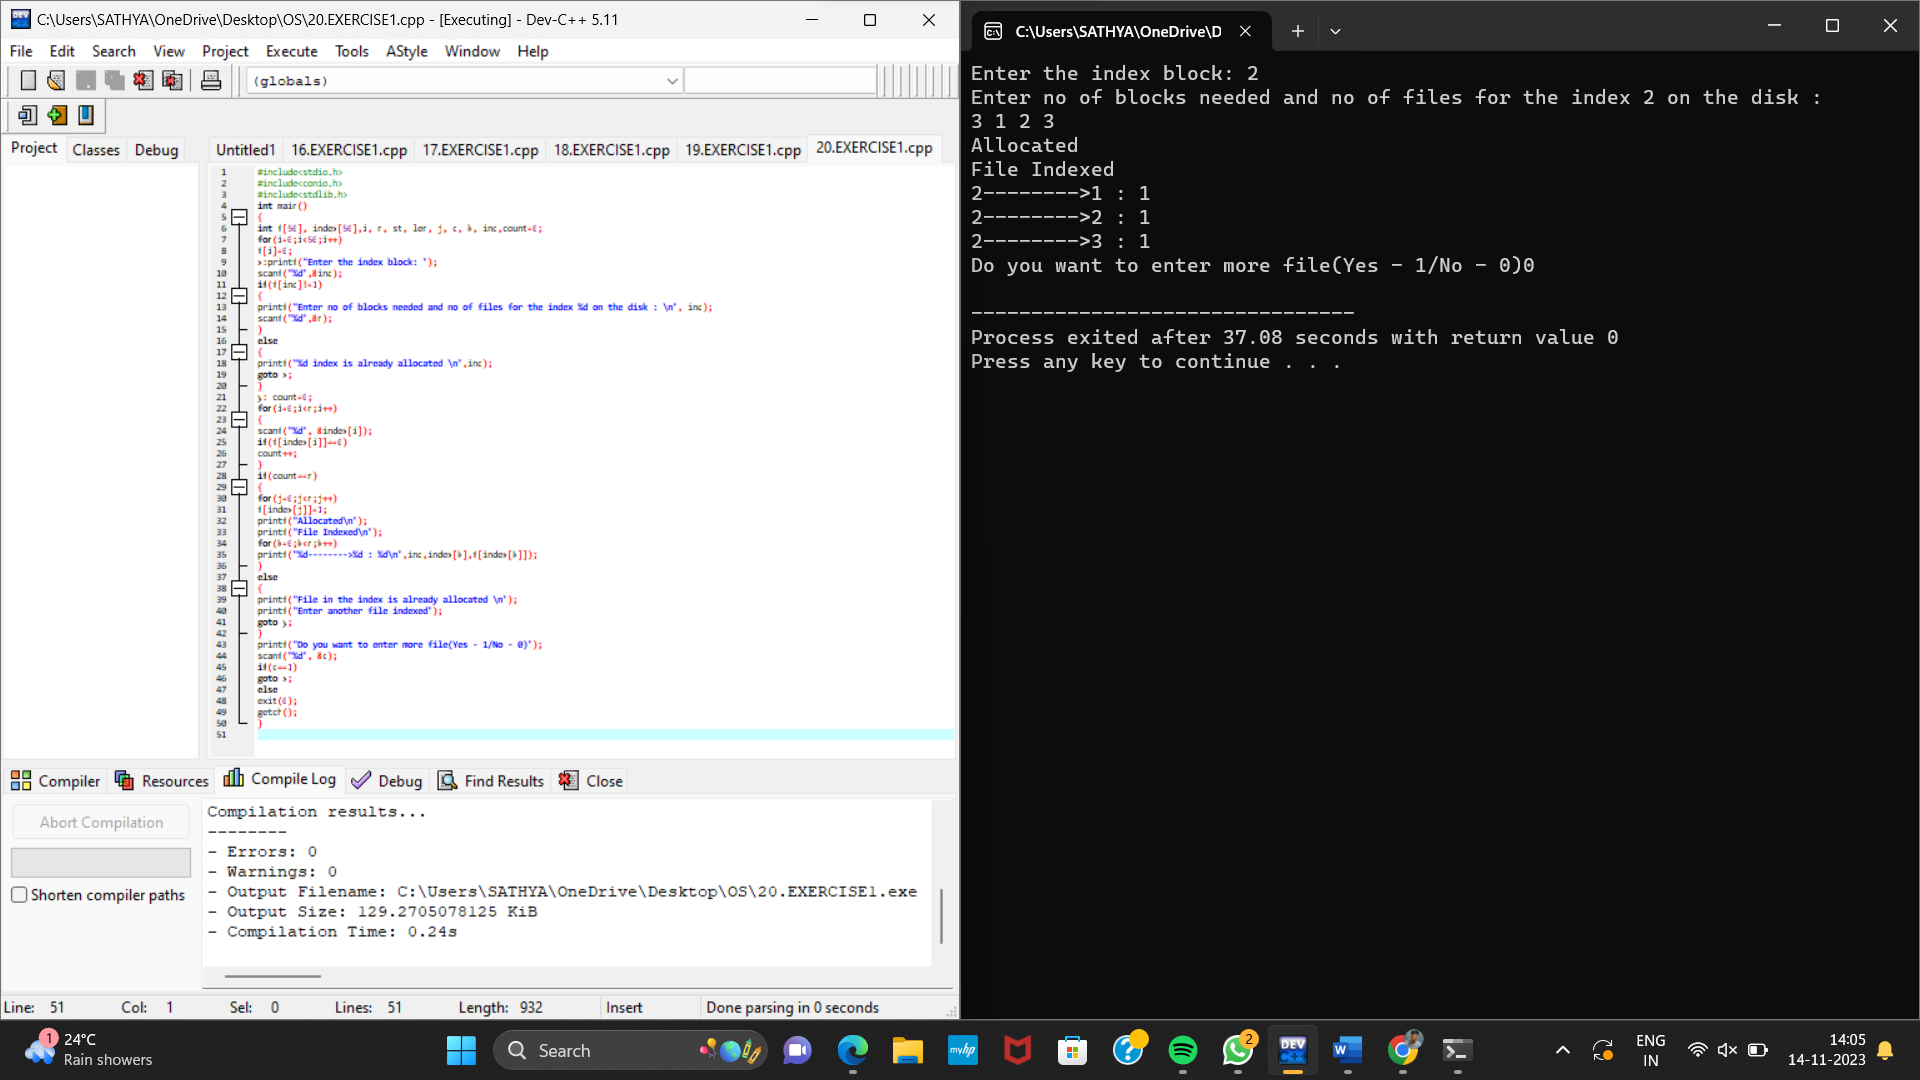 C:\Users\SATHYA\OneDrive\Desktop\OS\20.EXERCISE1.cpp - [Executing] - Dev-C++ 5.11
File Edit Search View Project Execute Tools AStyle Window Help
(globals)
Project Classes Debug
Untitled1 16.EXERCISE1.cpp 17.EXERCISE1.cpp 18.EXERCISE1.cpp 19.EXERCISE1.cpp 20.EXERCISE1.cpp
1 #include<stdio.h>
2 #include<conio.h>
3 #include<stdlib.h>
4 int main()
5 {
6 int f[50], index[50],i, r, st, len, j, c, k, inc,count=0;
7 for(i=0;i<50;i++)
8 f[i]=0;
9 x:printf("Enter the index block: ");
10 scanf("%d",&inc);
11 if(f[inc]!=1)
12 {
13 printf("Enter no of blocks needed and no of files for the index %d on the disk : \n", inc);
14 scanf("%d",&r);
15 }
16 else
17 {
18 printf("%d index is already allocated \n",inc);
19 goto x;
20 }
21 y: count=0;
22 for(i=0;i<r;i++)
23 {
24 scanf("%d", &index[i]);
25 if(f[index[i]]==0)
26 count++;
27 }
28 if(count==r)
29 {
30 for(j=0;j<r;j++)
31 f[index[j]]=1;
32 printf("Allocated\n");
33 printf("File Indexed\n");
34 for(k=0;k<r;k++)
35 printf("%d-------->%d : %d\n",inc,index[k],f[index[k]]);
36 }
37 else
38 {
39 printf("File in the index is already allocated \n");
40 printf("Enter another file indexed");
41 goto y;
42 }
43 printf("Do you want to enter more file(Yes - 1/No - 0)");
44 scanf("%d", &c);
45 if(c==1)
46 goto x;
47 else
48 exit(0);
49 getch();
50 }
51
Compiler Resources Compile Log Debug Find Results Close
Abort Compilation
Shorten compiler paths
Compilation results...
--------
- Errors: 0
- Warnings: 0
- Output Filename: C:\Users\SATHYA\OneDrive\Desktop\OS\20.EXERCISE1.exe
- Output Size: 129.2705078125 KiB
- Compilation Time: 0.24s
Line: 51 Col: 1 Sel: 0 Lines: 51 Length: 932 Insert Done parsing in 0 seconds
C:\Users\SATHYA\OneDrive\D
Enter the index block: 2
Enter no of blocks needed and no of files for the index 2 on the disk :
3 1 2 3
Allocated
File Indexed
2-------->1 : 1
2-------->2 : 1
2-------->3 : 1
Do you want to enter more file(Yes - 1/No - 0)0
--------------------------------
Process exited after 37.08 seconds with return value 0
Press any key to continue . . .
1
24°C
Rain showers
Search
myhp
2
DEV C++
W
ENG
IN
14:05
14-11-2023